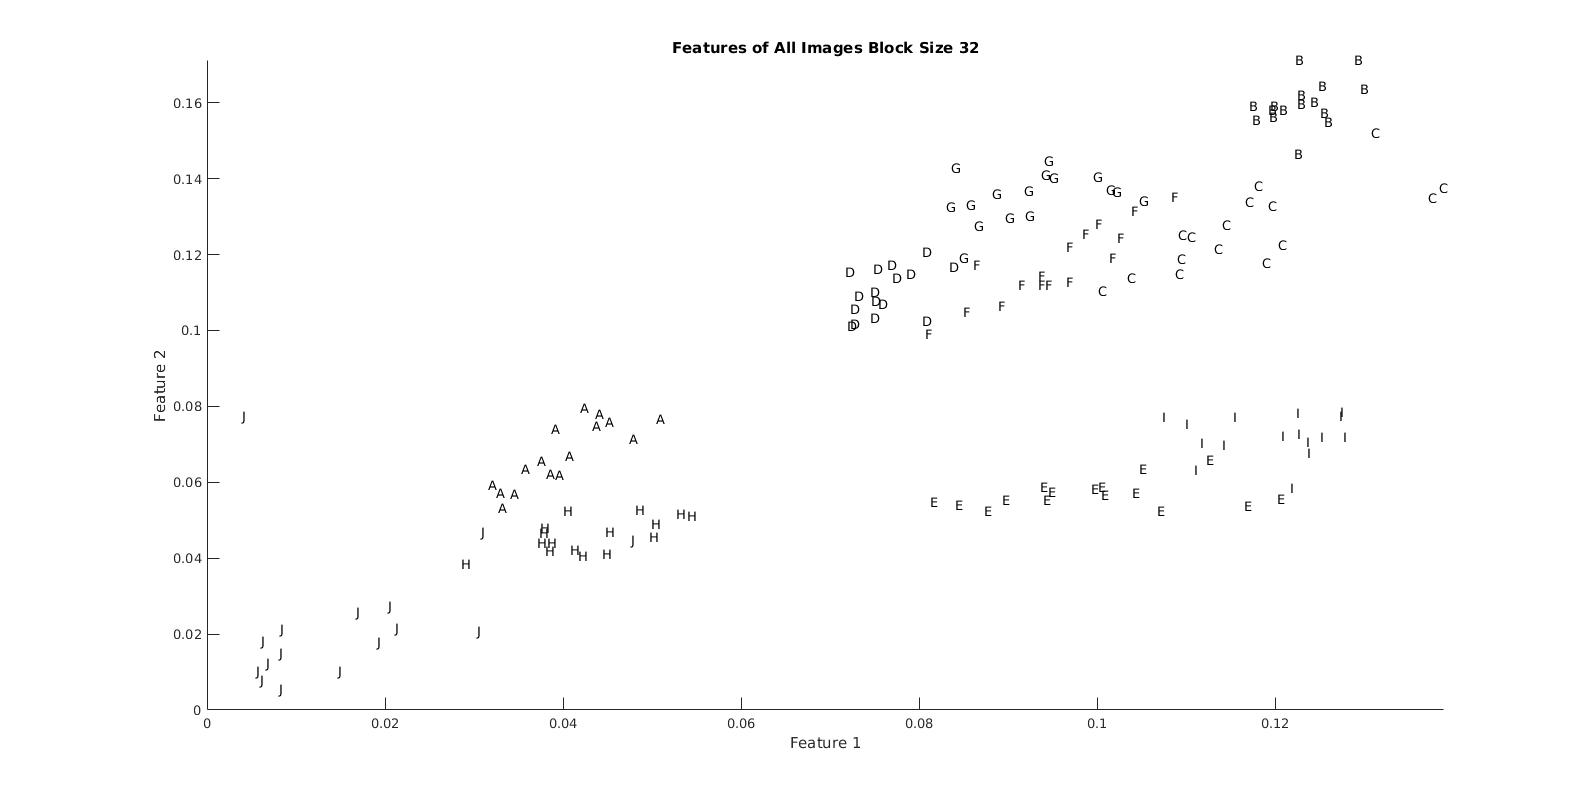 Features of All Images Block Size 32
B B
B B
0.16 B B B B B B B B
B B B B B
C
B
G G
0.14 G G G
C C
G G G G F C
G G G F C C
G G F C
G F F C C
F C C
D G F C
D D D D G F C C
D D D F F C C
D D D F F F F C
D D F F
D D D F
0.1 D D F
0.12
0.08 J A A A I I I I I
A A A I I I I I
A A A I I I
A A A A E E I
0.06 A A A E E E E E E E I
A H H E E E E E E E E
J H H H H H H J H
0.04 H H H H H H H
H
J J
0.02 J J J J
J J J
J J J
J J
0
0 0.02 0.04 0.06 0.08 0.1 0.12
Feature 1
Feature 2